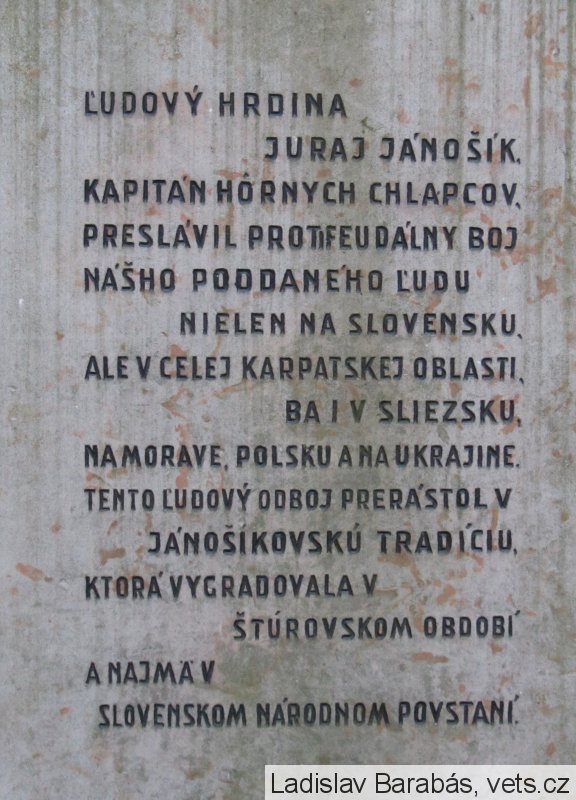 ĽUDOVÝ HRDINA
JURAJ JÁNOŠÍK,
KAPITÁN HÔRNYCH CHLAPCOV,
PRESLÁVIL PROTIFEUDÁLNY BOJ
NÁŠHO PODDANÉHO ĽUDU
NIELEN NA SLOVENSKU,
ALE V CELEJ KARPATSKEJ OBLASTI,
BA I V SLIEZSKU,
NA MORAVE, POLSKU A NA UKRAJINE.
TENTO ĽUDOVÝ ODBOJ PRERÁSTOL V
JÁNOŠÍKOVSKÚ TRADÍCIU,
KTORÁ VYGRADOVALA V
ŠTÚROVSKOM OBDOBÍ
A NAJMÄ V
SLOVENSKOM NÁRODNOM POVSTANÍ.
Ladislav Barabás, vets.cz